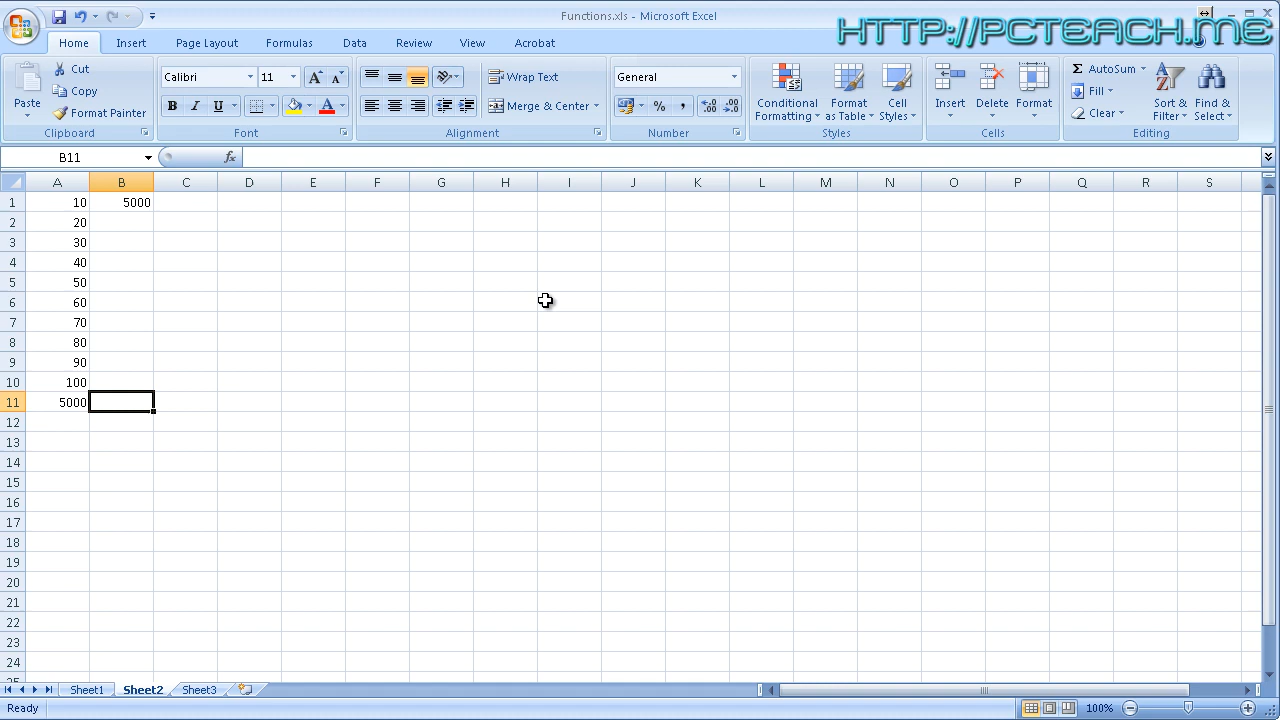 Functions.xls - Microsoft Excel
HTTP://PCTEACH.ME
Home Insert Page Layout Formulas Data Review View Acrobat
Paste
Cut
Copy
Format Painter
Clipboard
Calibri 11
B I U A
Font
Wrap Text
Merge & Center
Alignment
General
% ,
Number
Conditional Formatting
Format as Table
Cell Styles
Styles
Insert
Delete
Format
Cells
Σ AutoSum
Fill
Clear
Sort & Filter
Find & Select
Editing
B11 fx
A B C D E F G H I J K L M N O P Q R S
1 10 5000
2 20
3 30
4 40
5 50
6 60
7 70
8 80
9 90
10 100
11 5000
12
13
14
15
16
17
18
19
20
21
22
23
24
25
Sheet1 Sheet2 Sheet3
Ready 100%